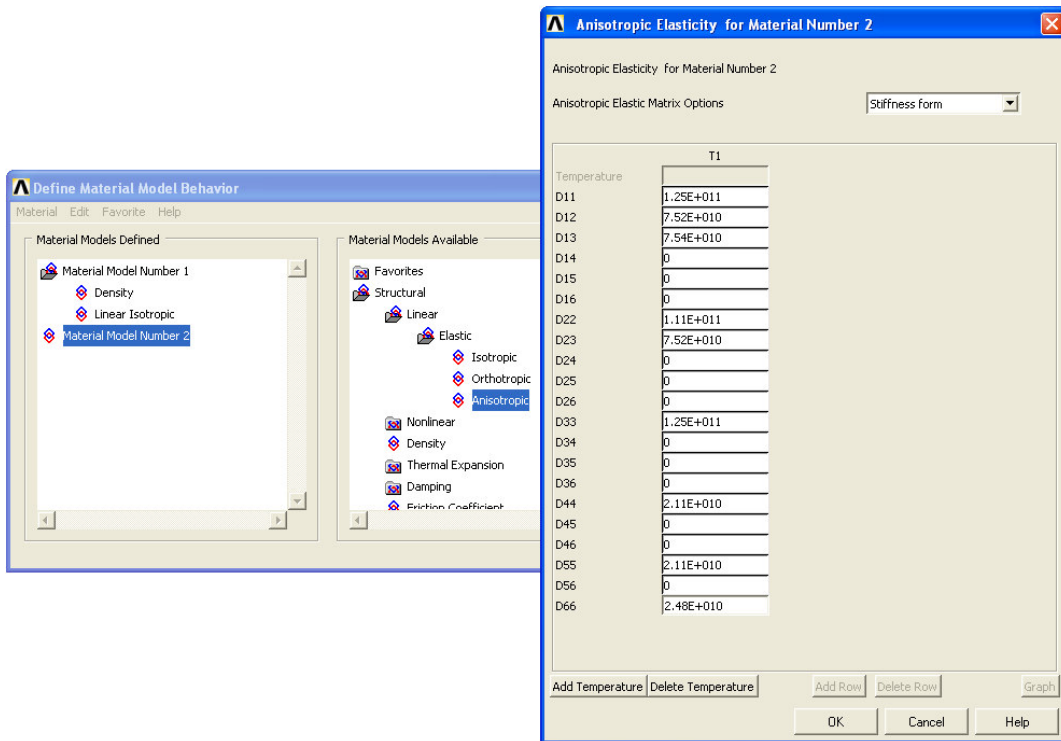 Define Material Model Behavior
Material Edit Favorite Help
Material Models Defined
Material Model Number 1
Density
Linear Isotropic
Material Model Number 2
Material Models Available
Favorites
Structural
Linear
Elastic
Isotropic
Orthotropic
Anisotropic
Nonlinear
Density
Thermal Expansion
Damping
Friction Coefficient
Anisotropic Elasticity for Material Number 2
Anisotropic Elasticity for Material Number 2
Anisotropic Elastic Matrix Options Stiffness form
T1
Temperature
D11 1.25E+011
D12 7.52E+010
D13 7.54E+010
D14 0
D15 0
D16 0
D22 1.11E+011
D23 7.52E+010
D24 0
D25 0
D26 0
D33 1.25E+011
D34 0
D35 0
D36 0
D44 2.11E+010
D45 0
D46 0
D55 2.11E+010
D56 0
D66 2.48E+010
Add Temperature Delete Temperature Add Row Delete Row Graph
OK Cancel Help